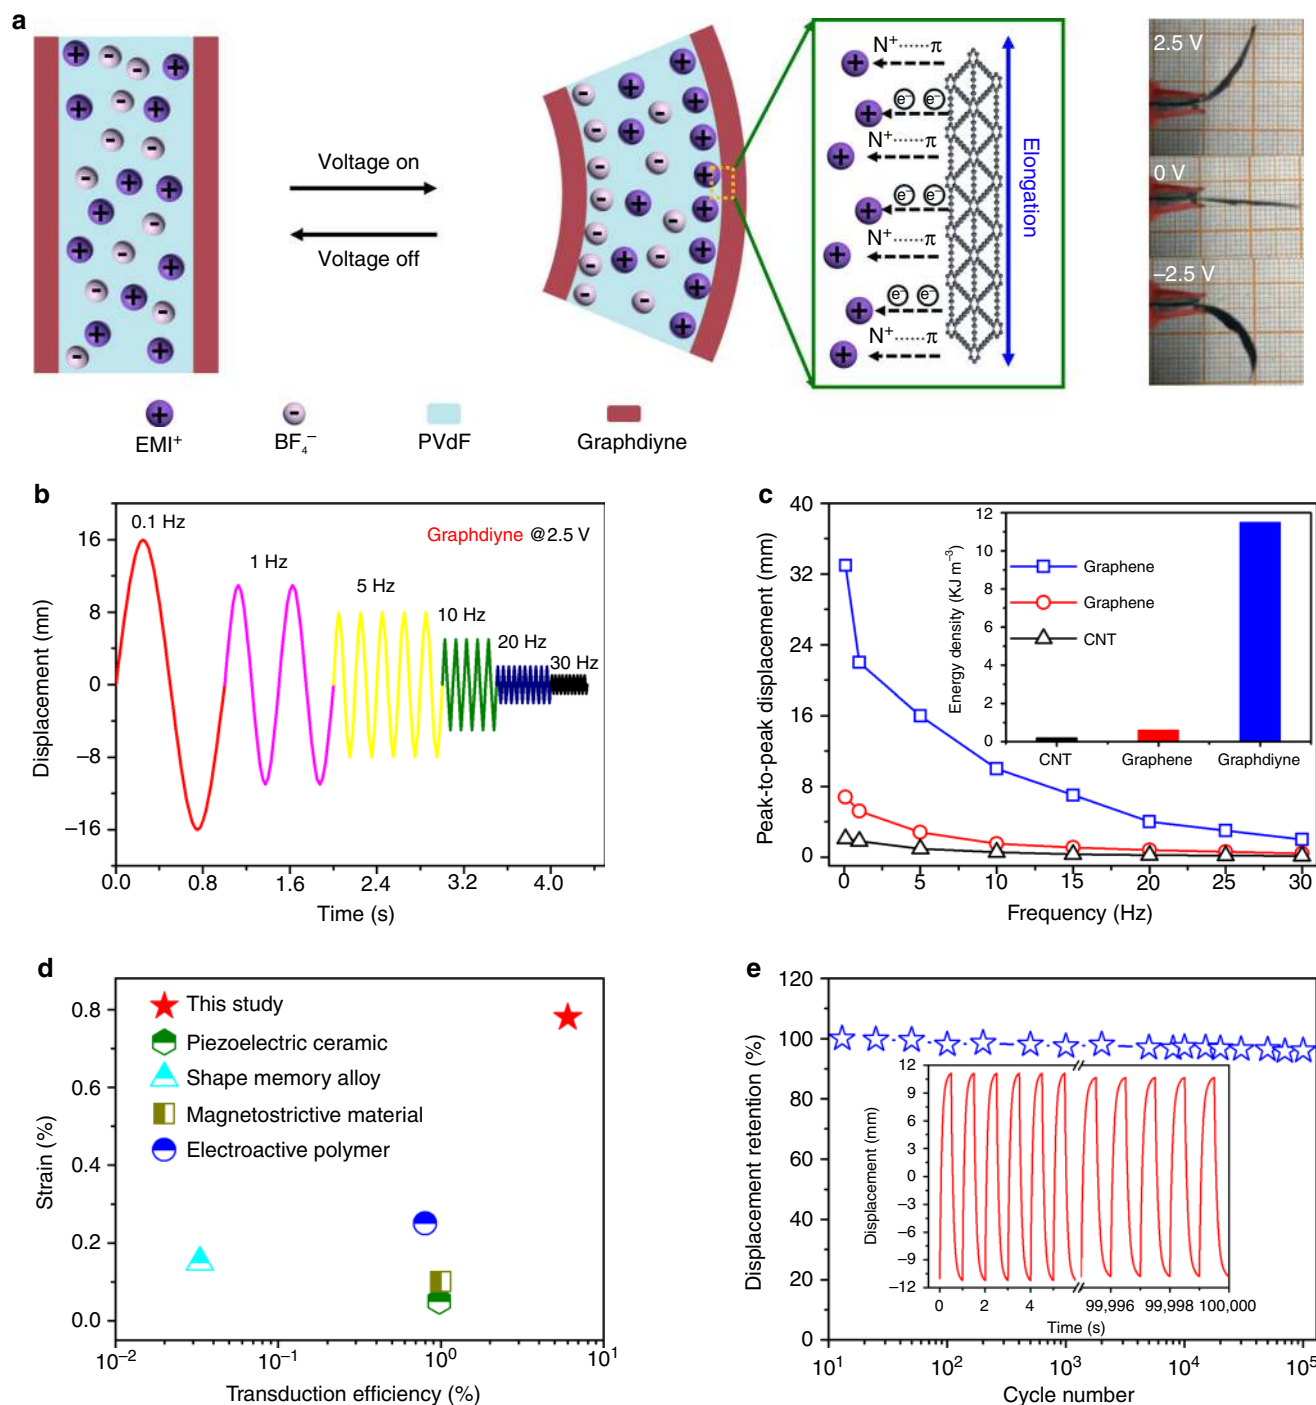 a
Voltage on
Voltage off
N⁺······π
e⁻ e⁻
N⁺······π
e⁻ e⁻
N⁺······π
e⁻ e⁻
N⁺······π
Elongation
2.5 V
0 V
–2.5 V
EMI⁺
BF₄⁻
PVdF
Graphdiyne
b
Displacement (mn)
16
8
0
–8
–16
0.1 Hz
1 Hz
5 Hz
10 Hz
20 Hz
30 Hz
Graphdiyne @2.5 V
0.0 0.8 1.6 2.4 3.2 4.0
Time (s)
c
Peak-to-peak displacement (mm)
40
32
24
16
8
0
0 5 10 15 20 25 30
Frequency (Hz)
Graphene
Graphene
CNT
Energy density (KJ m⁻³)
12
10
8
6
4
2
0
CNT Graphene Graphdiyne
d
Strain (%)
0.8
0.6
0.4
0.2
0.0
This study
Piezoelectric ceramic
Shape memory alloy
Magnetostrictive material
Electroactive polymer
10⁻² 10⁻¹ 10⁰ 10¹
Transduction efficiency (%)
e
Displacement retention (%)
120
100
80
60
40
20
0
Displacement (mm)
12
9
6
3
0
–3
–6
–9
–12
0 2 4 99,996 99,998 100,000
Time (s)
10¹ 10² 10³ 10⁴ 10⁵
Cycle number